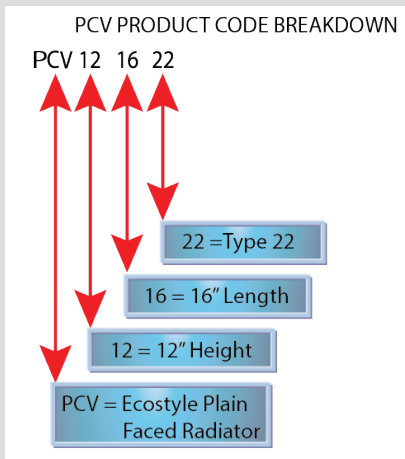 PCV PRODUCT CODE BREAKDOWN
PCV 12 16 22
22 =Type 22
16 = 16" Length
12 = 12" Height
PCV = Ecostyle Plain
Faced Radiator